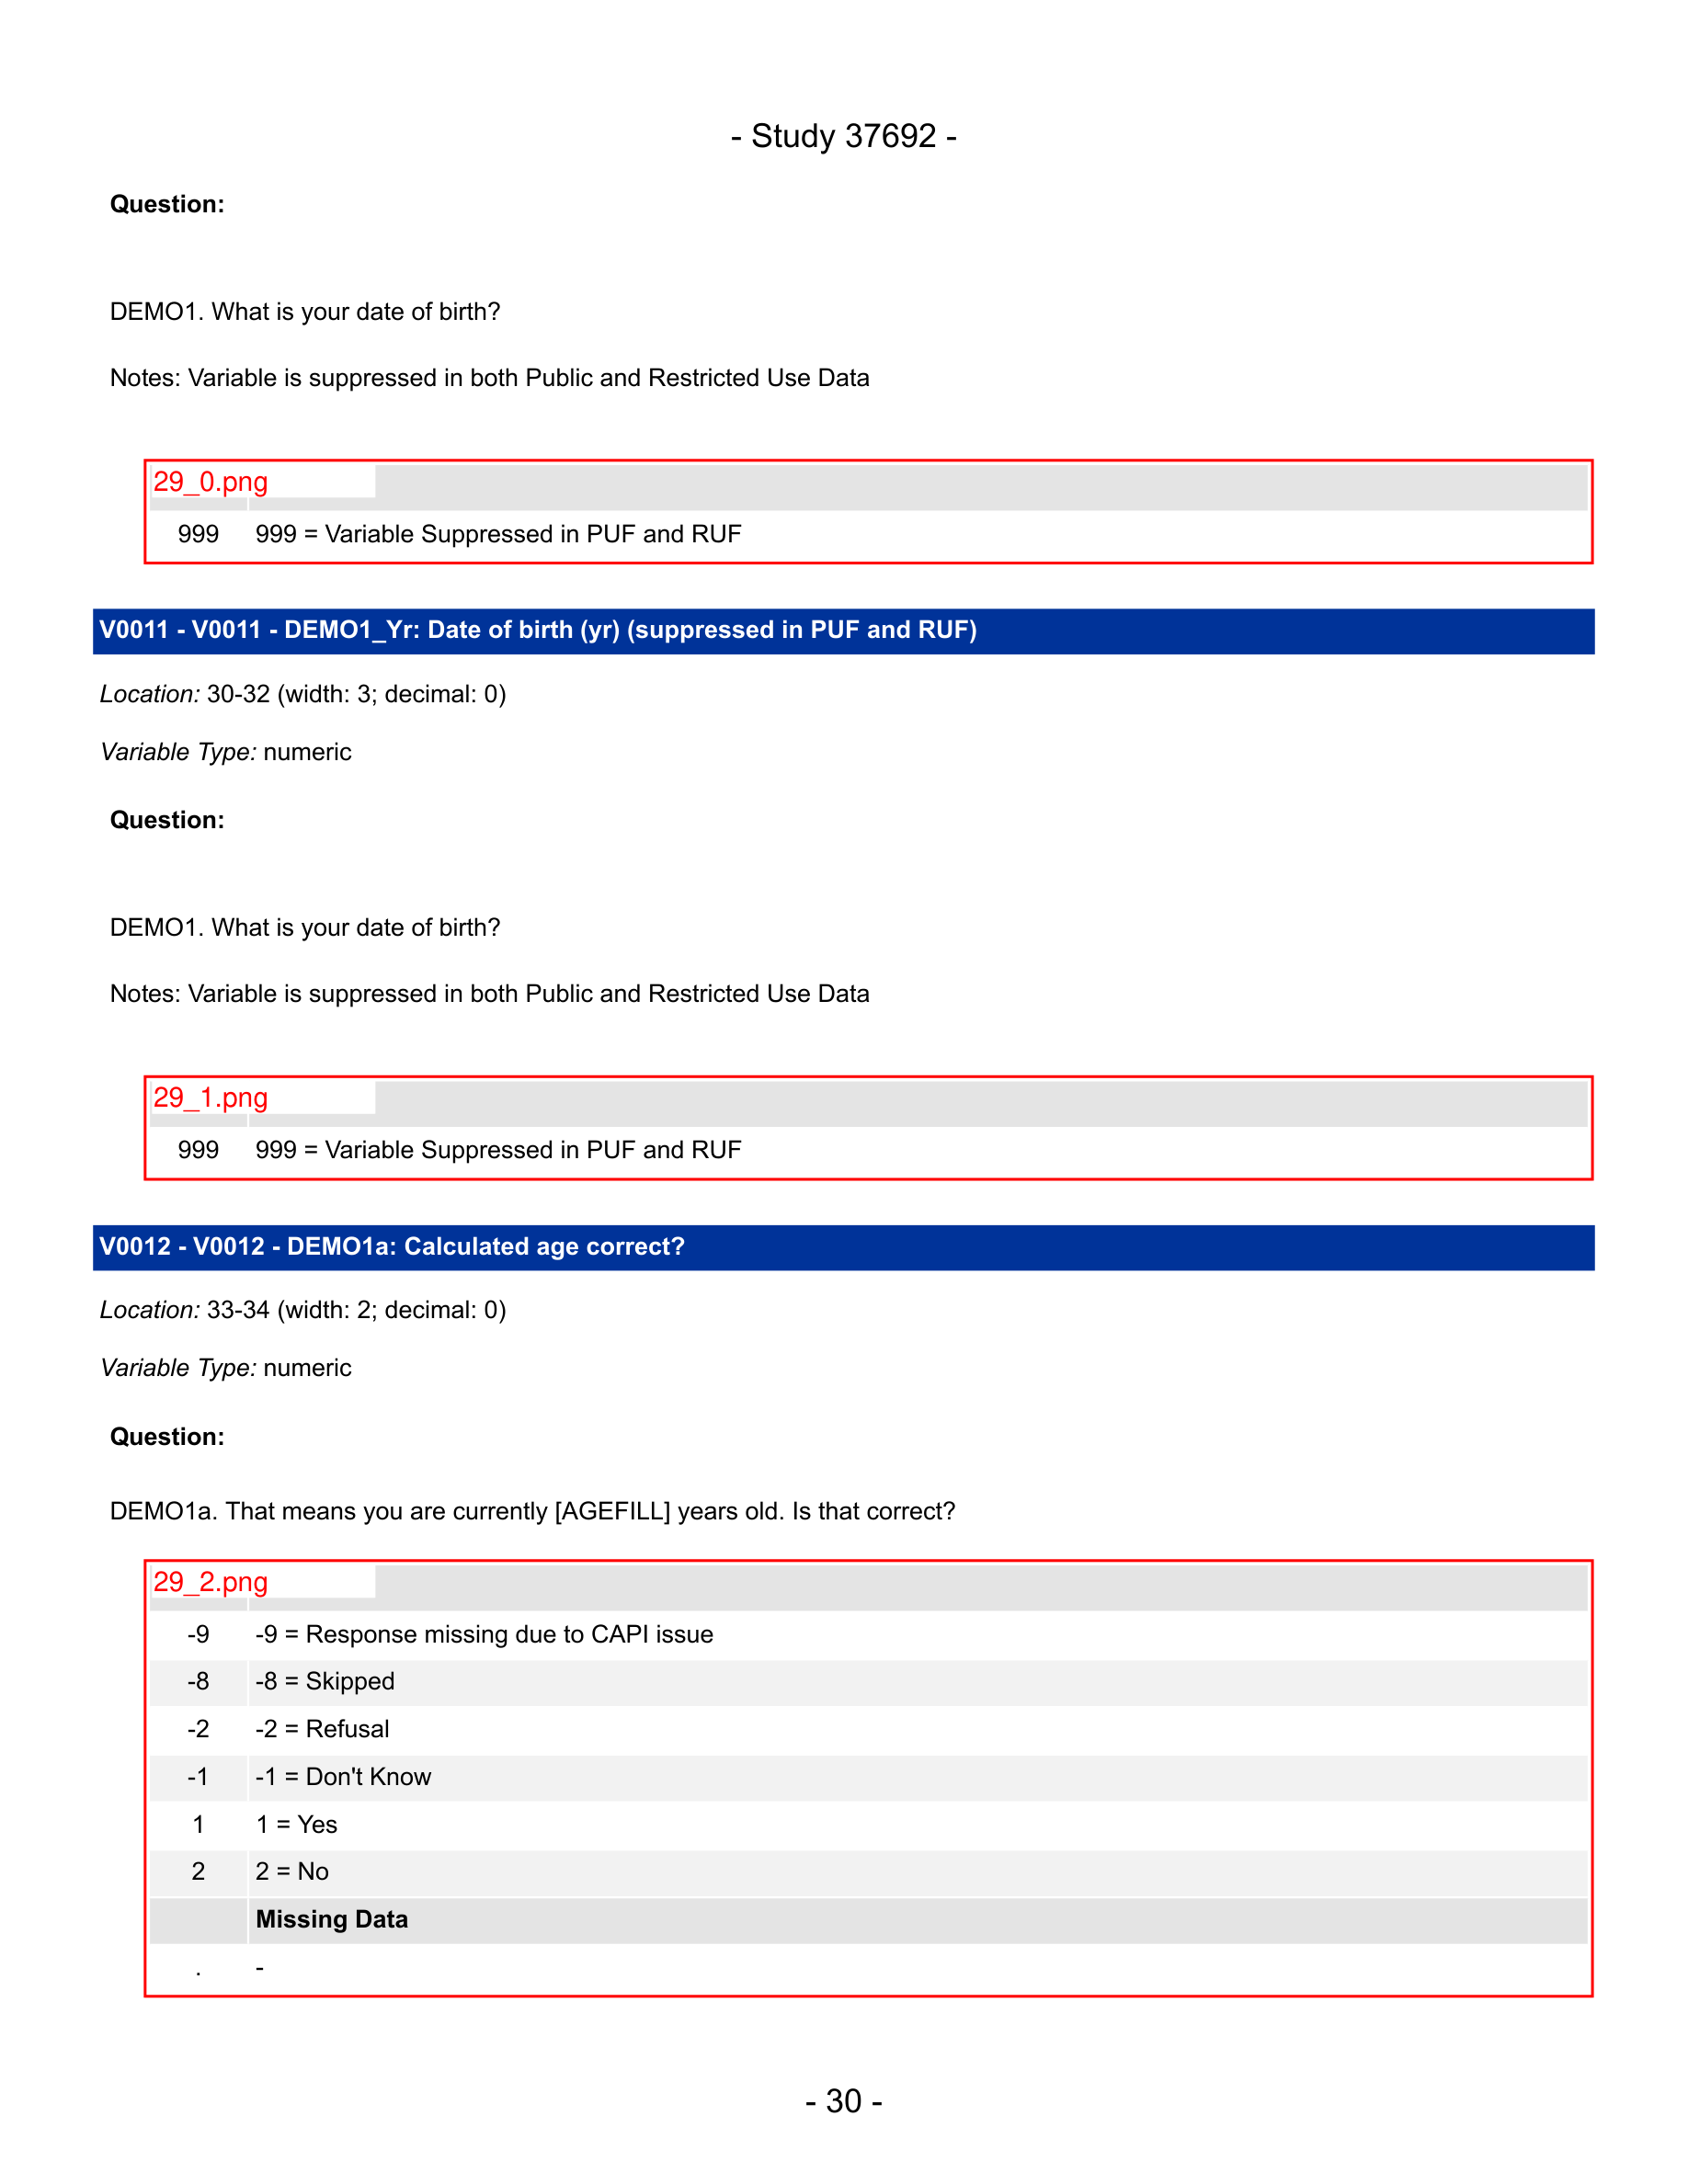 - Study 37692 -
Question:
DEMO1. What is your date of birth?
Notes: Variable is suppressed in both Public and Restricted Use Data
29_0.png
999 999 = Variable Suppressed in PUF and RUF
V0011 - V0011 - DEMO1_Yr: Date of birth (yr) (suppressed in PUF and RUF)
Location: 30-32 (width: 3; decimal: 0)
Variable Type: numeric
Question:
DEMO1. What is your date of birth?
Notes: Variable is suppressed in both Public and Restricted Use Data
29_1.png
999 999 = Variable Suppressed in PUF and RUF
V0012 - V0012 - DEMO1a: Calculated age correct?
Location: 33-34 (width: 2; decimal: 0)
Variable Type: numeric
Question:
DEMO1a. That means you are currently [AGEFILL] years old. Is that correct?
29_2.png
-9 -9 = Response missing due to CAPI issue
-8 -8 = Skipped
-2 -2 = Refusal
-1 -1 = Don't Know
1 1 = Yes
2 2 = No
Missing Data
. -
- 30 -